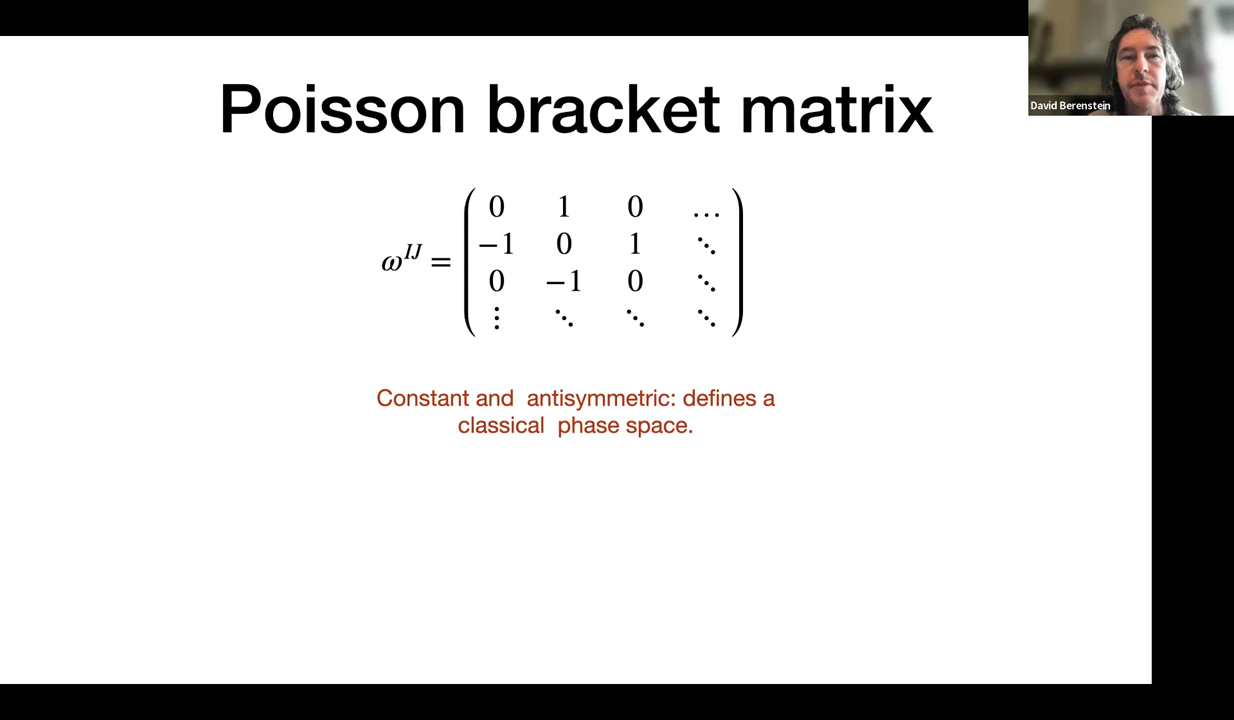 Poisson bracket matrix
David Berenstein
0 1 0 …
−1 0 1 ⋱
ω^{IJ} =
0 −1 0 ⋱
⋮ ⋱ ⋱ ⋱
Constant and antisymmetric: defines a
classical phase space.